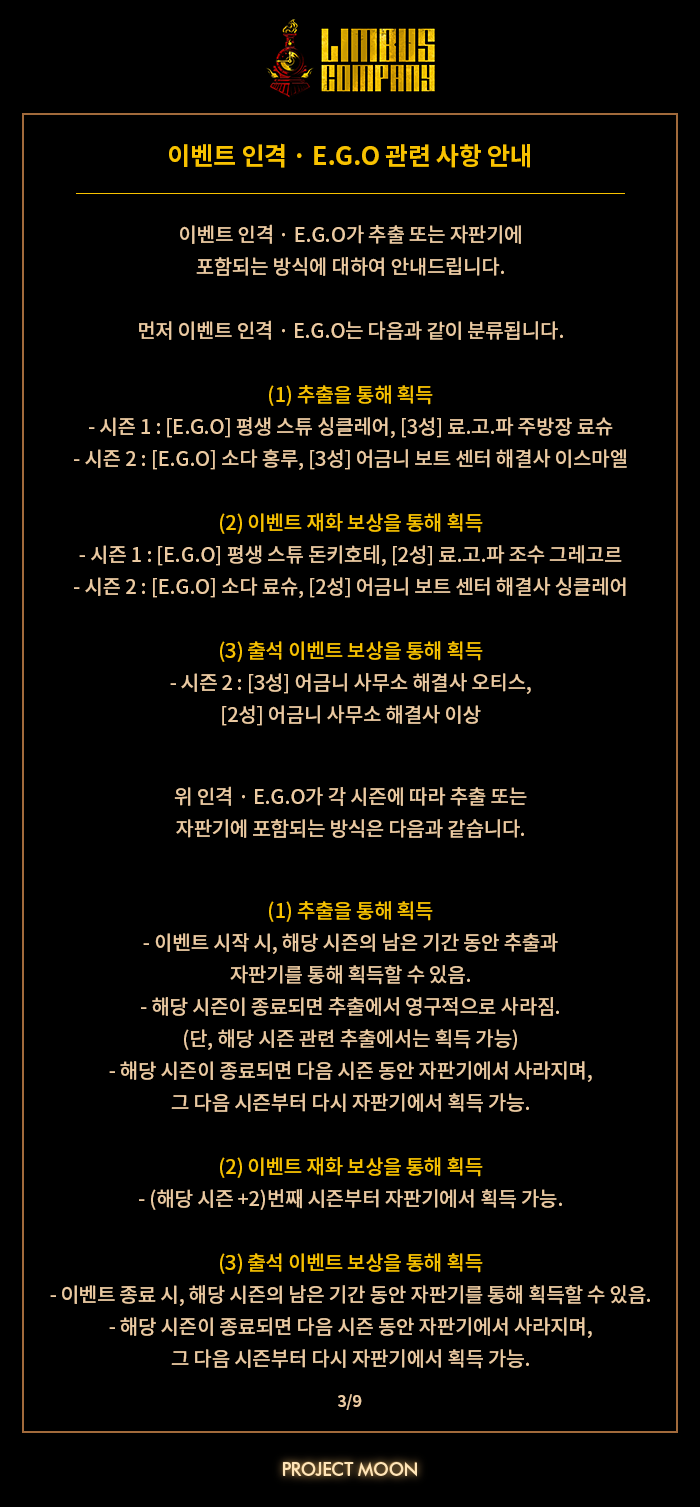 LIMBUS
COMPANY
이벤트 인격 · E.G.O 관련 사항 안내
이벤트 인격 · E.G.O가 추출 또는 자판기에
포함되는 방식에 대하여 안내드립니다.
먼저 이벤트 인격 · E.G.O는 다음과 같이 분류됩니다.
(1) 추출을 통해 획득
- 시즌 1 : [E.G.O] 평생 스튜 싱클레어, [3성] 료.고.파 주방장 료슈
- 시즌 2 : [E.G.O] 소다 홍루, [3성] 어금니 보트 센터 해결사 이스마엘
(2) 이벤트 재화 보상을 통해 획득
- 시즌 1 : [E.G.O] 평생 스튜 돈키호테, [2성] 료.고.파 조수 그레고르
- 시즌 2 : [E.G.O] 소다 료슈, [2성] 어금니 보트 센터 해결사 싱클레어
(3) 출석 이벤트 보상을 통해 획득
- 시즌 2 : [3성] 어금니 사무소 해결사 오티스,
[2성] 어금니 사무소 해결사 이상
위 인격 · E.G.O가 각 시즌에 따라 추출 또는
자판기에 포함되는 방식은 다음과 같습니다.
(1) 추출을 통해 획득
- 이벤트 시작 시, 해당 시즌의 남은 기간 동안 추출과
자판기를 통해 획득할 수 있음.
- 해당 시즌이 종료되면 추출에서 영구적으로 사라짐.
(단, 해당 시즌 관련 추출에서는 획득 가능)
- 해당 시즌이 종료되면 다음 시즌 동안 자판기에서 사라지며,
그 다음 시즌부터 다시 자판기에서 획득 가능.
(2) 이벤트 재화 보상을 통해 획득
- (해당 시즌 +2)번째 시즌부터 자판기에서 획득 가능.
(3) 출석 이벤트 보상을 통해 획득
- 이벤트 종료 시, 해당 시즌의 남은 기간 동안 자판기를 통해 획득할 수 있음.
- 해당 시즌이 종료되면 다음 시즌 동안 자판기에서 사라지며,
그 다음 시즌부터 다시 자판기에서 획득 가능.
3/9
PROJECT MOON